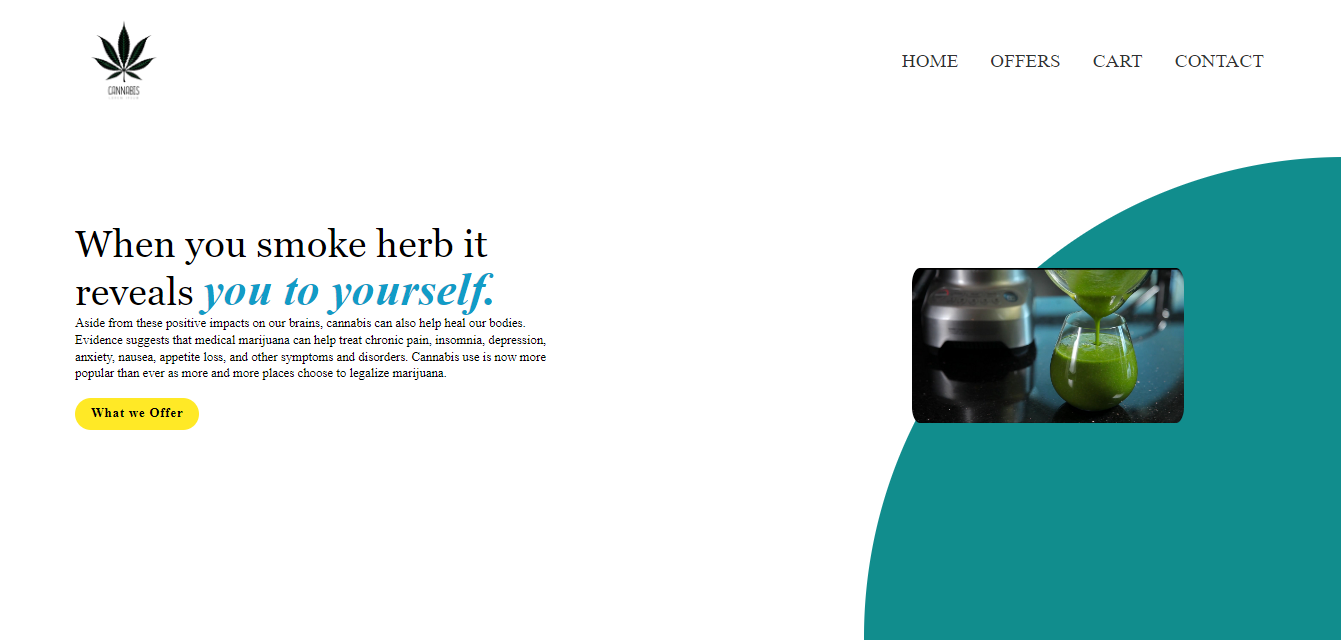 CANNABIS
HOME OFFERS CART CONTACT
When you smoke herb it
reveals you to yourself.
Aside from these positive impacts on our brains, cannabis can also help heal our bodies.
Evidence suggests that medical marijuana can help treat chronic pain, insomnia, depression,
anxiety, nausea, appetite loss, and other symptoms and disorders. Cannabis use is now more
popular than ever as more and more places choose to legalize marijuana.
What we Offer